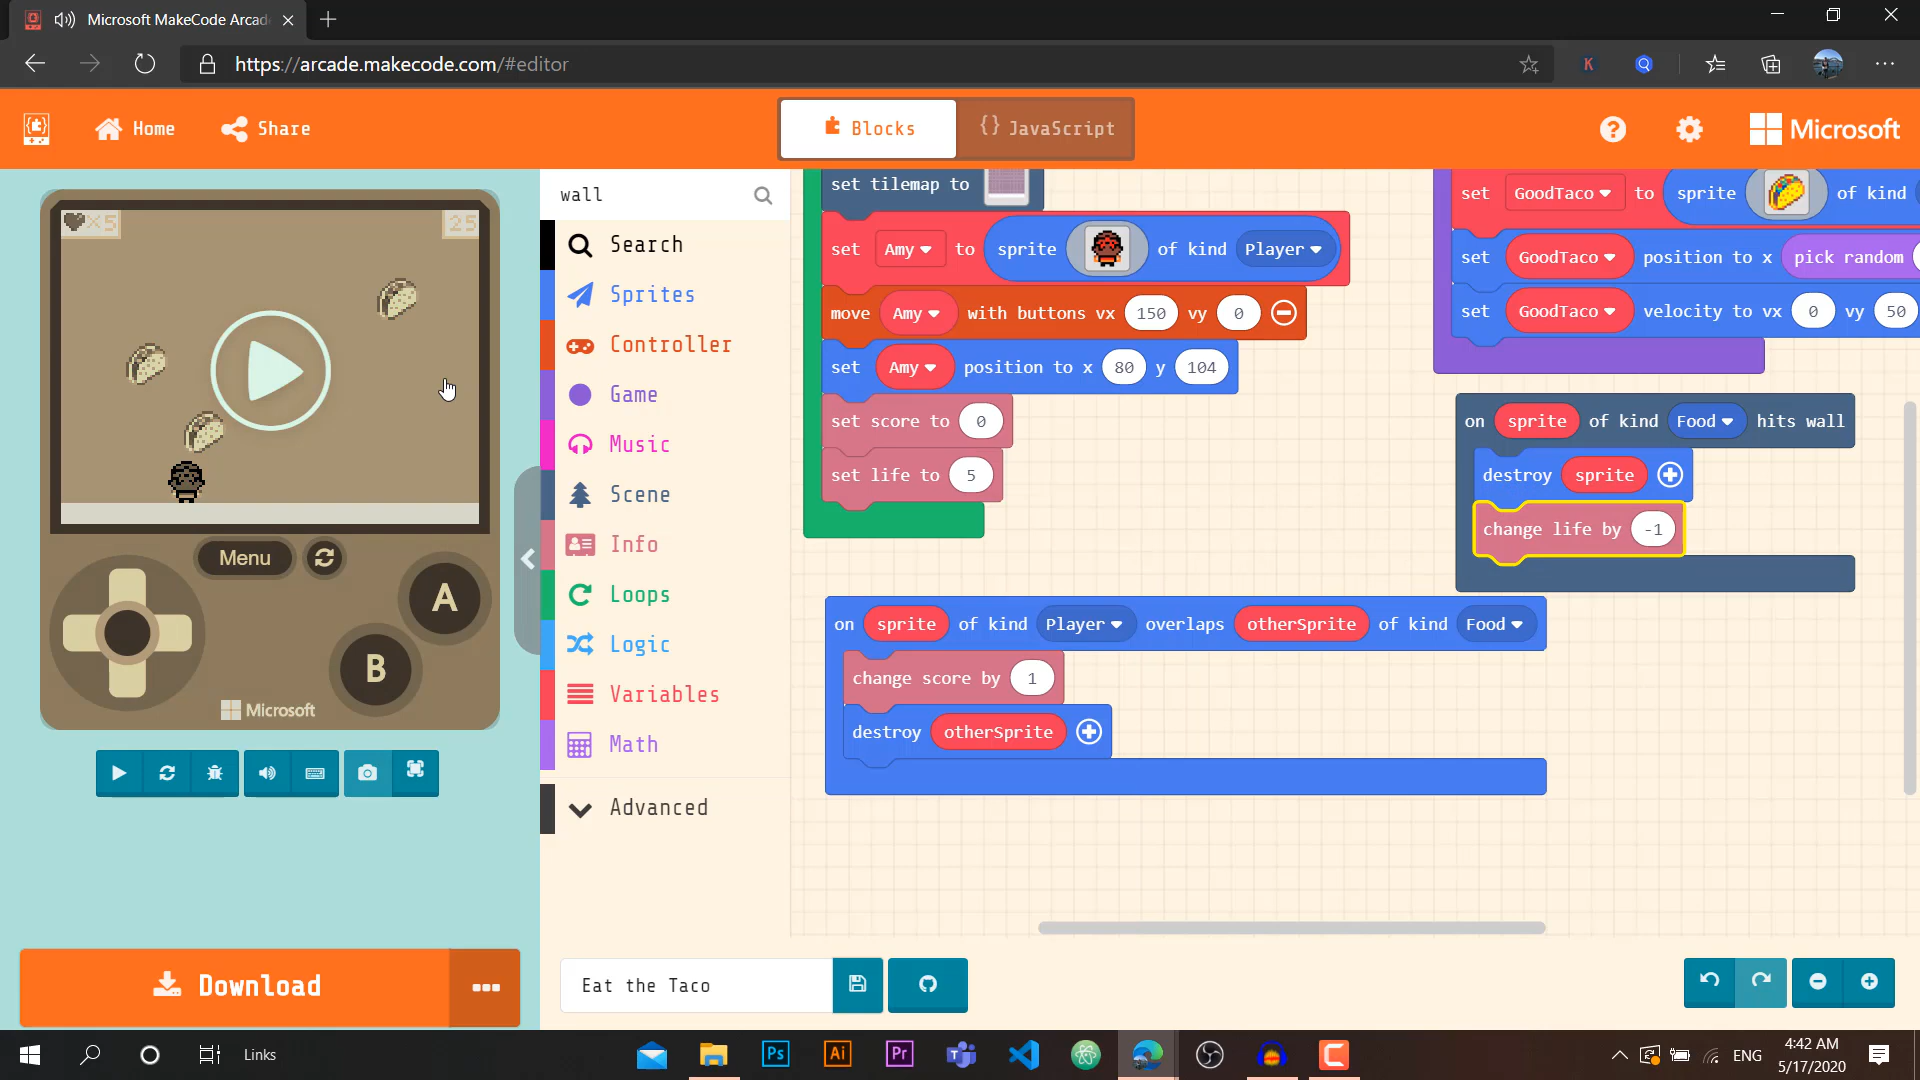 Microsoft MakeCode Arcad
https://arcade.makecode.com/#editor
K
Home
Share
Blocks
{} JavaScript
Microsoft
×5
25
Menu
A
B
Microsoft
wall
Search
Sprites
Controller
Game
Music
Scene
Info
Loops
Logic
Variables
Math
Advanced
set tilemap to
set Amy to sprite of kind Player
move Amy with buttons vx 150 vy 0
set Amy position to x 80 y 104
set score to 0
set life to 5
set GoodTaco to sprite of kind
set GoodTaco position to x pick random
set GoodTaco velocity to vx 0 vy 50
on sprite of kind Food hits wall
destroy sprite
change life by -1
on sprite of kind Player overlaps otherSprite of kind Food
change score by 1
destroy otherSprite
Download
Eat the Taco
Links
Ps
Ai
Pr
ENG
4:42 AM
5/17/2020